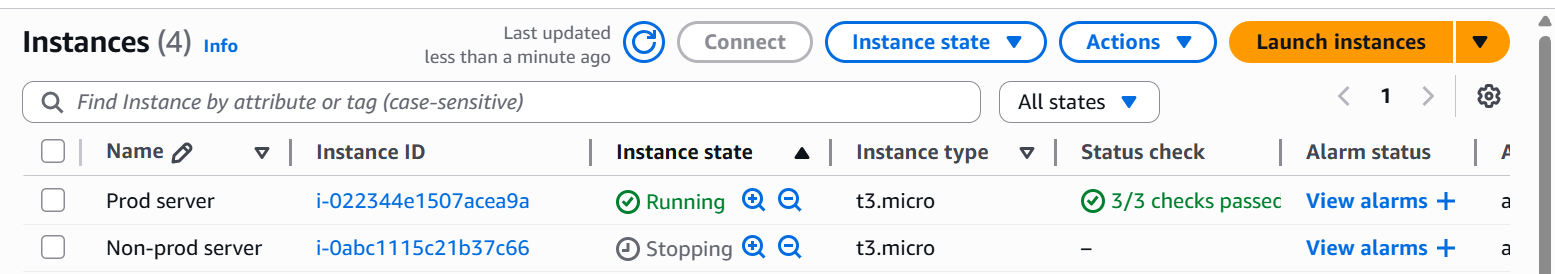 Instances (4) Info
Last updated
less than a minute ago
Connect
Instance state
Actions
Launch instances
Find Instance by attribute or tag (case-sensitive)
All states
1
Name Instance ID Instance state Instance type Status check Alarm status A
Prod server i-022344e1507acea9a Running t3.micro 3/3 checks passed View alarms + a
Non-prod server i-0abc1115c21b37c66 Stopping t3.micro – View alarms + a